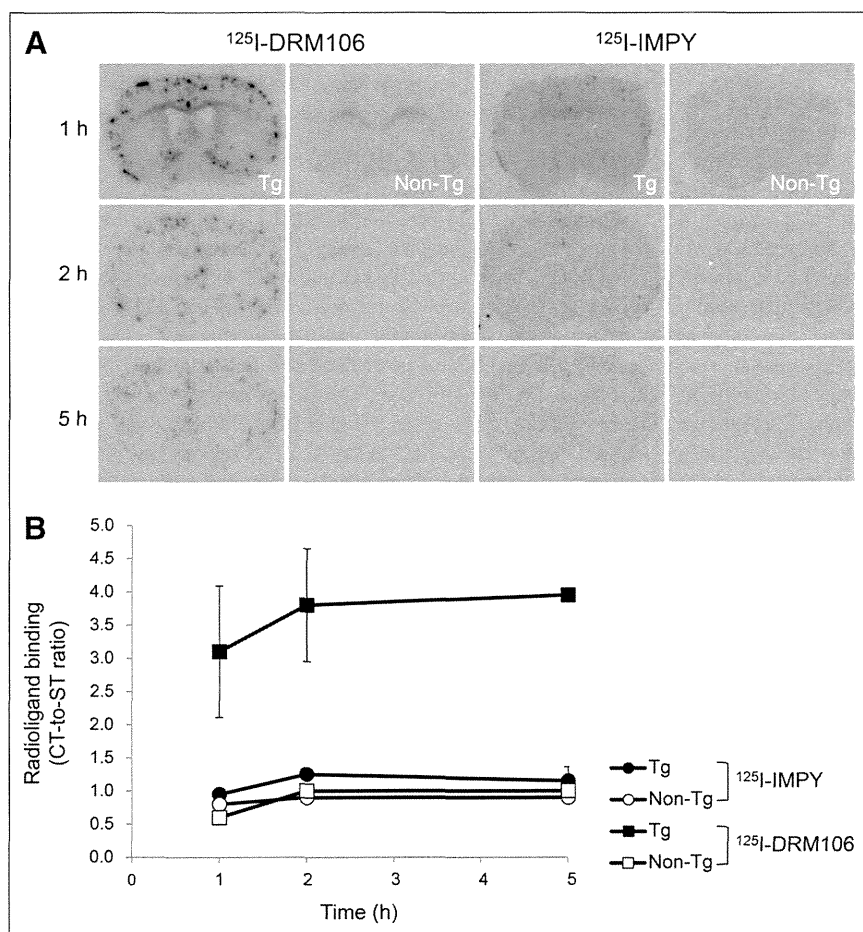 A
¹²⁵I-DRM106 ¹²⁵I-IMPY
1 h
Tg Non-Tg Tg Non-Tg
2 h
5 h
B
Radioligand binding
(CT-to-ST ratio)
5.0
4.5
4.0
3.5
3.0
2.5
2.0
1.5
1.0
0.5
0.0
0 1 2 3 4 5
Time (h)
Tg
Non-Tg
¹²⁵I-IMPY
Tg
Non-Tg
¹²⁵I-DRM106